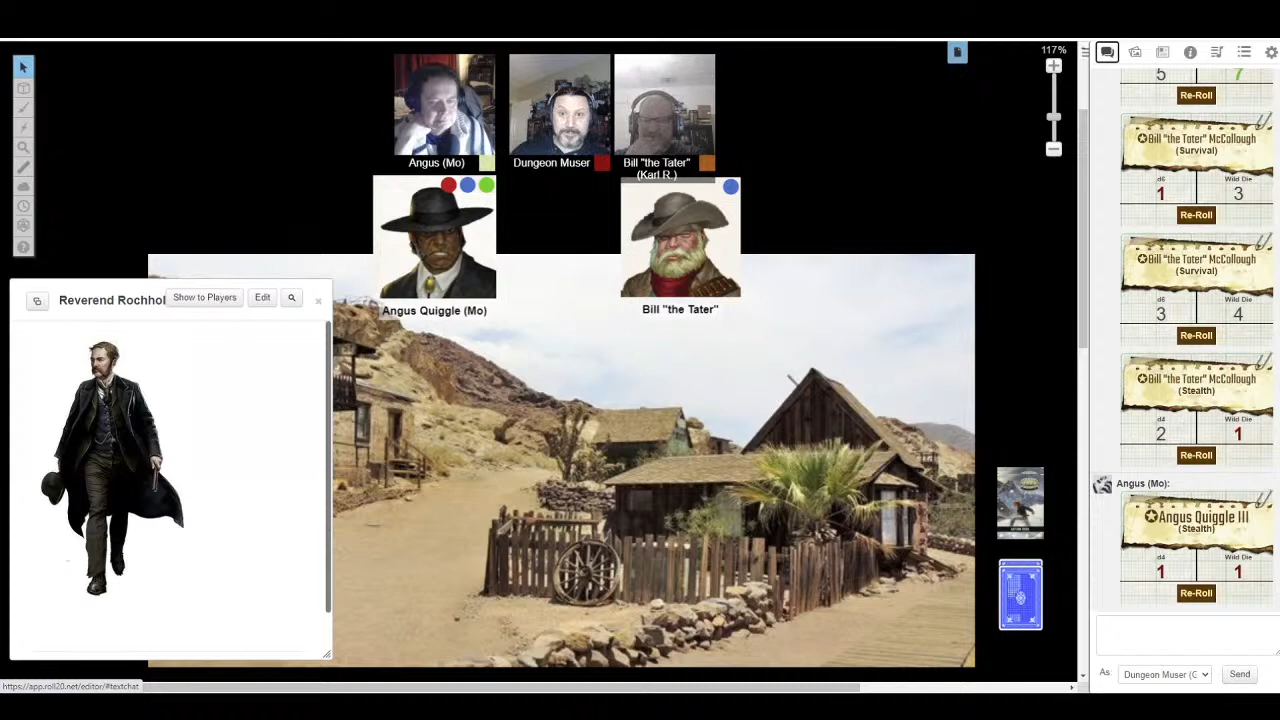 117%
Angus (Mo)
Dungeon Muser
Bill "the Tater"
(Karl R.)
Angus Quiggle (Mo)
Bill "the Tater"
Reverend Rochhol
Show to Players
Edit
5
7
Re-Roll
Bill "the Tater" McCollough
(Survival)
d6
Wild Die
1
3
Re-Roll
Bill "the Tater" McCollough
(Survival)
d6
Wild Die
3
4
Re-Roll
Bill "the Tater" McCollough
(Stealth)
d4
Wild Die
2
1
Re-Roll
Angus (Mo):
Angus Quiggle III
(Stealth)
d4
Wild Die
1
1
Re-Roll
As:
Dungeon Muser (G
Send
https://app.roll20.net/editor/#textchat